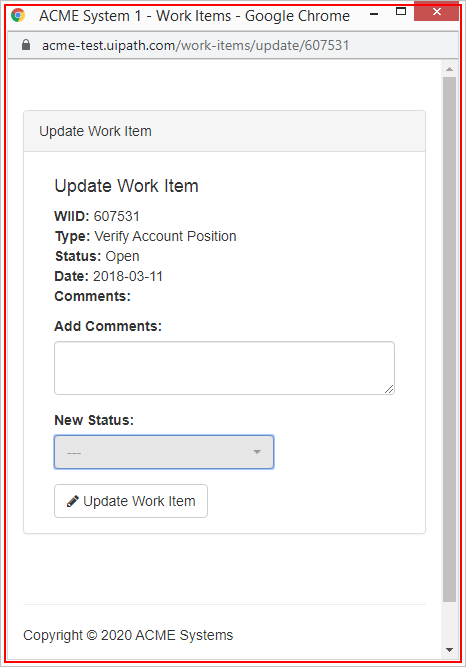 ACME System 1 - Work Items - Google Chrome
acme-test.uipath.com/work-items/update/607531
Update Work Item
Update Work Item
WIID: 607531
Type: Verify Account Position
Status: Open
Date: 2018-03-11
Comments:
Add Comments:
New Status:
---
Update Work Item
Copyright © 2020 ACME Systems